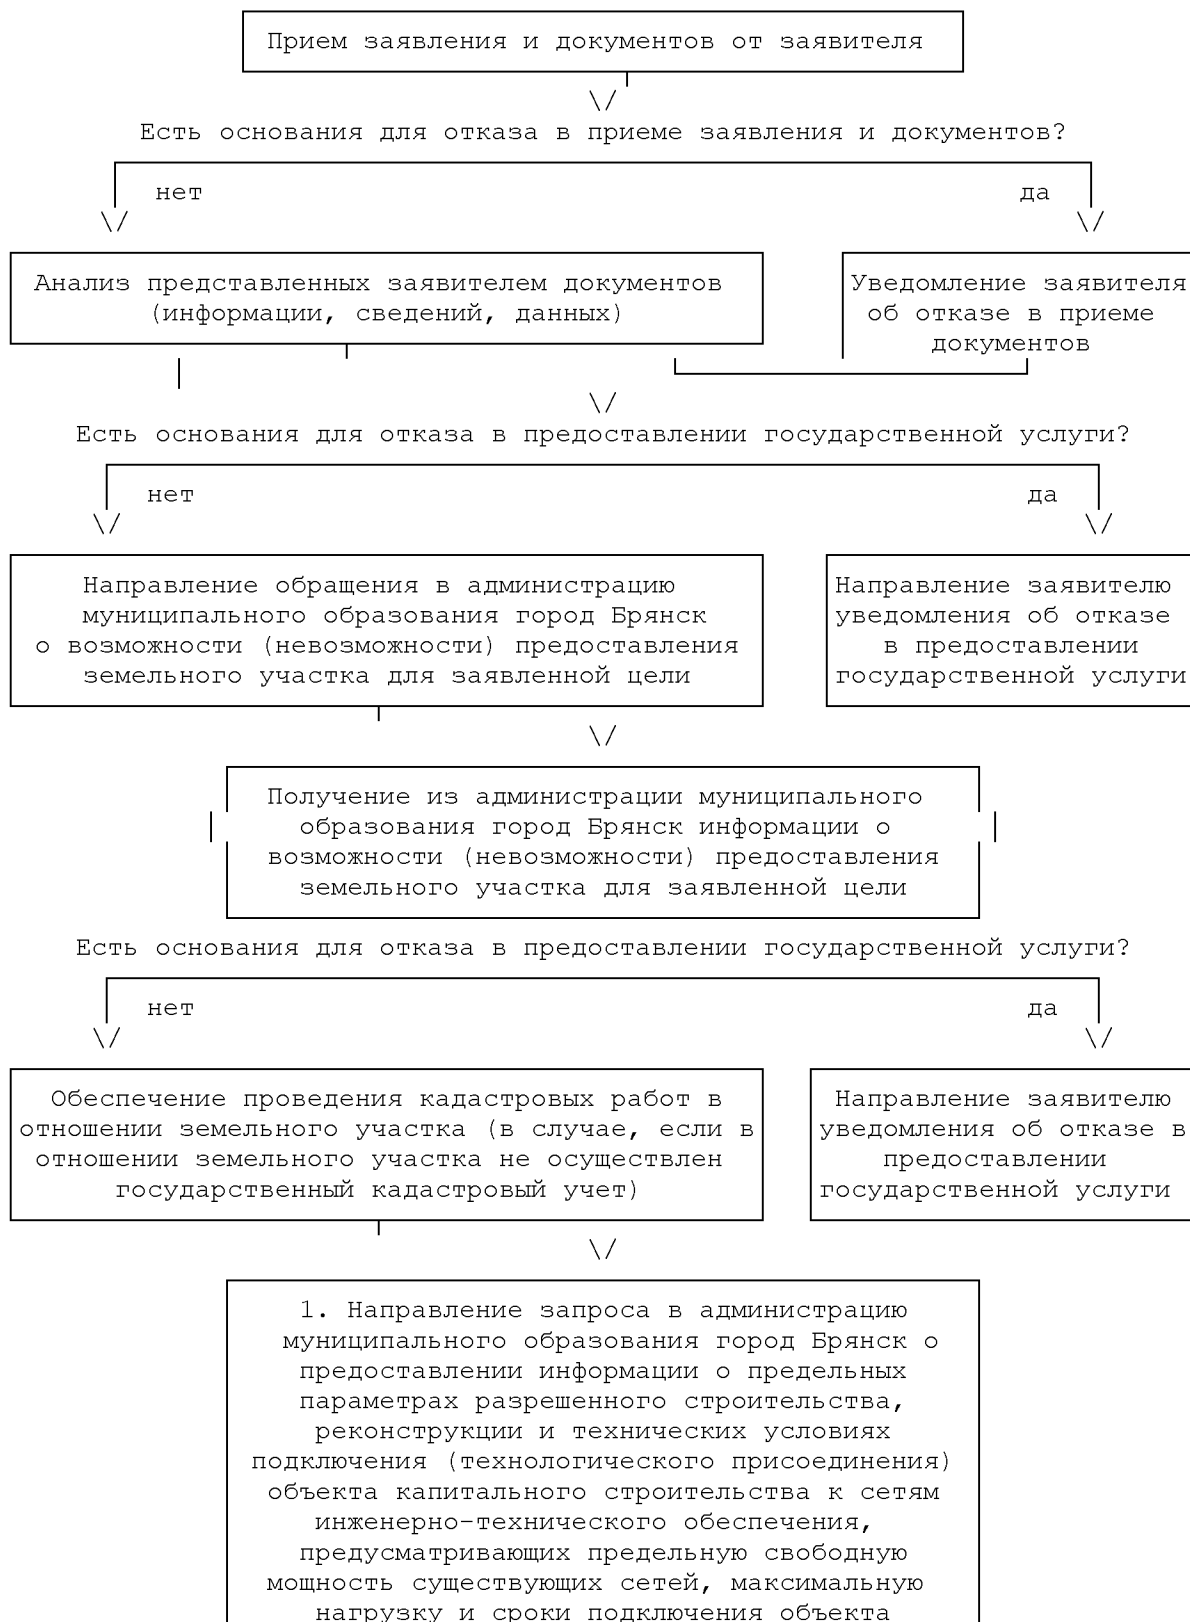 Прием заявления и документов от заявителя
\/
Есть основания для отказа в приеме заявления и документов?
нет да
\/ \/
Анализ представленных заявителем документов
(информации, сведений, данных)
Уведомление заявителя
об отказе в приеме
документов
\/
Есть основания для отказа в предоставлении государственной услуги?
нет да
\/ \/
Направление обращения в администрацию
муниципального образования город Брянск
о возможности (невозможности) предоставления
земельного участка для заявленной цели
Направление заявителю
уведомления об отказе
в предоставлении
государственной услуги
\/
Получение из администрации муниципального
образования город Брянск информации о
возможности (невозможности) предоставления
земельного участка для заявленной цели
Есть основания для отказа в предоставлении государственной услуги?
нет да
\/ \/
Обеспечение проведения кадастровых работ в
отношении земельного участка (в случае, если в
отношении земельного участка не осуществлен
государственный кадастровый учет)
Направление заявителю
уведомления об отказе в
предоставлении
государственной услуги
\/
1. Направление запроса в администрацию
муниципального образования город Брянск о
предоставлении информации о предельных
параметрах разрешенного строительства,
реконструкции и технических условиях
подключения (технологического присоединения)
объекта капитального строительства к сетям
инженерно-технического обеспечения,
предусматривающих предельную свободную
мощность существующих сетей, максимальную
нагрузку и сроки подключения объекта